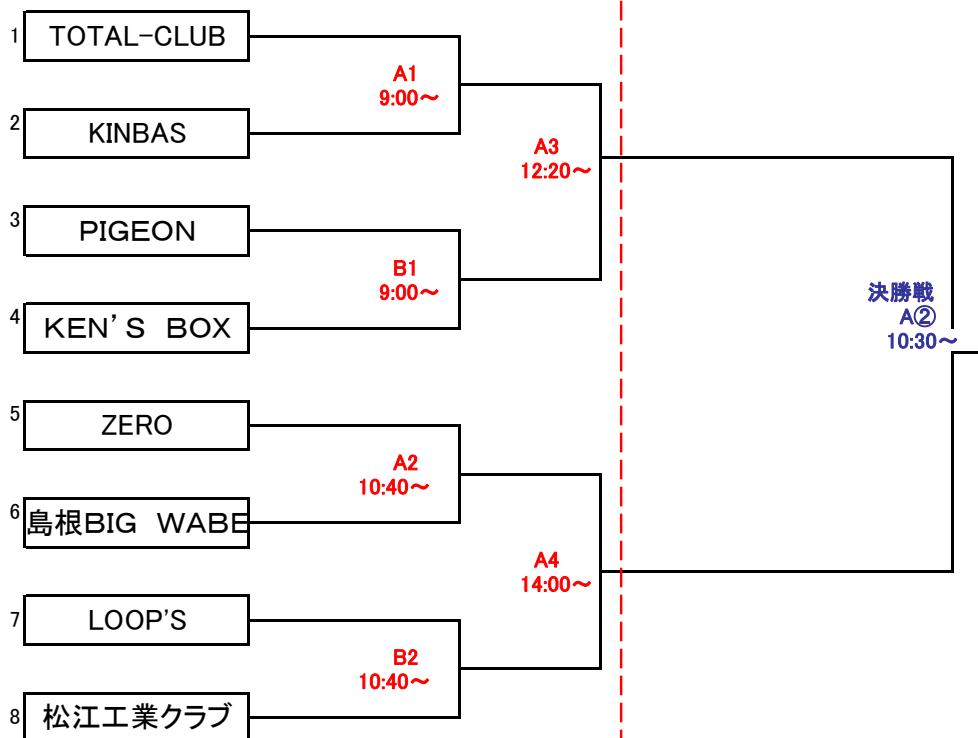 1 TOTAL-CLUB
A1
9:00～
2 KINBAS
A3
12:20～
3 PIGEON
B1
9:00～
4 KEN'S BOX
決勝戦
A②
10:30～
5 ZERO
A2
10:40～
6 島根BIG WABE
A4
14:00～
7 LOOP'S
B2
10:40～
8 松江工業クラブ